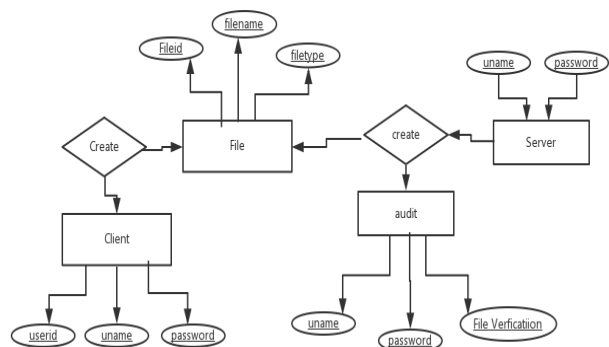 filename
Fileid
filetype
uname
password
Create
File
create
Server
Client
audit
userid
uname
password
uname
password
File Verficatiion